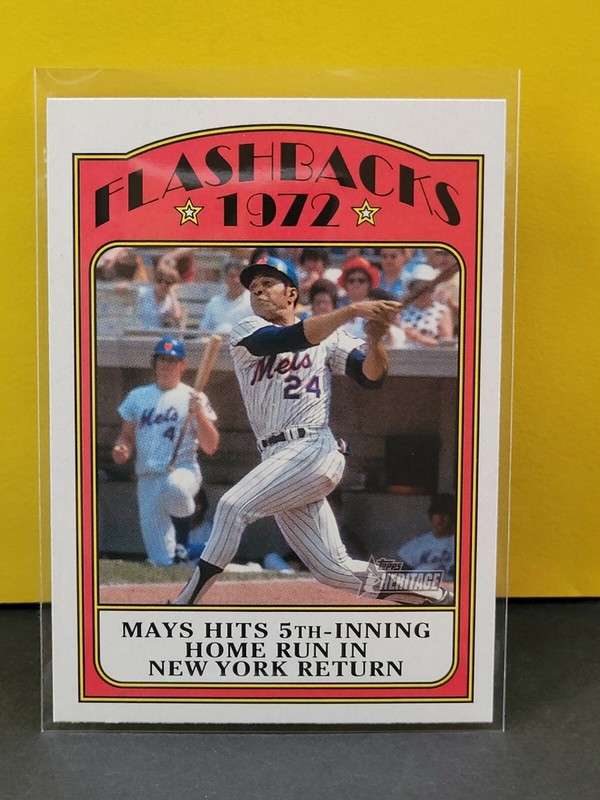 FLASHBACKS
1972
Mets
24
Mets
4
TOPPS
HERITAGE
MAYS HITS 5TH-INNING
HOME RUN IN
NEW YORK RETURN